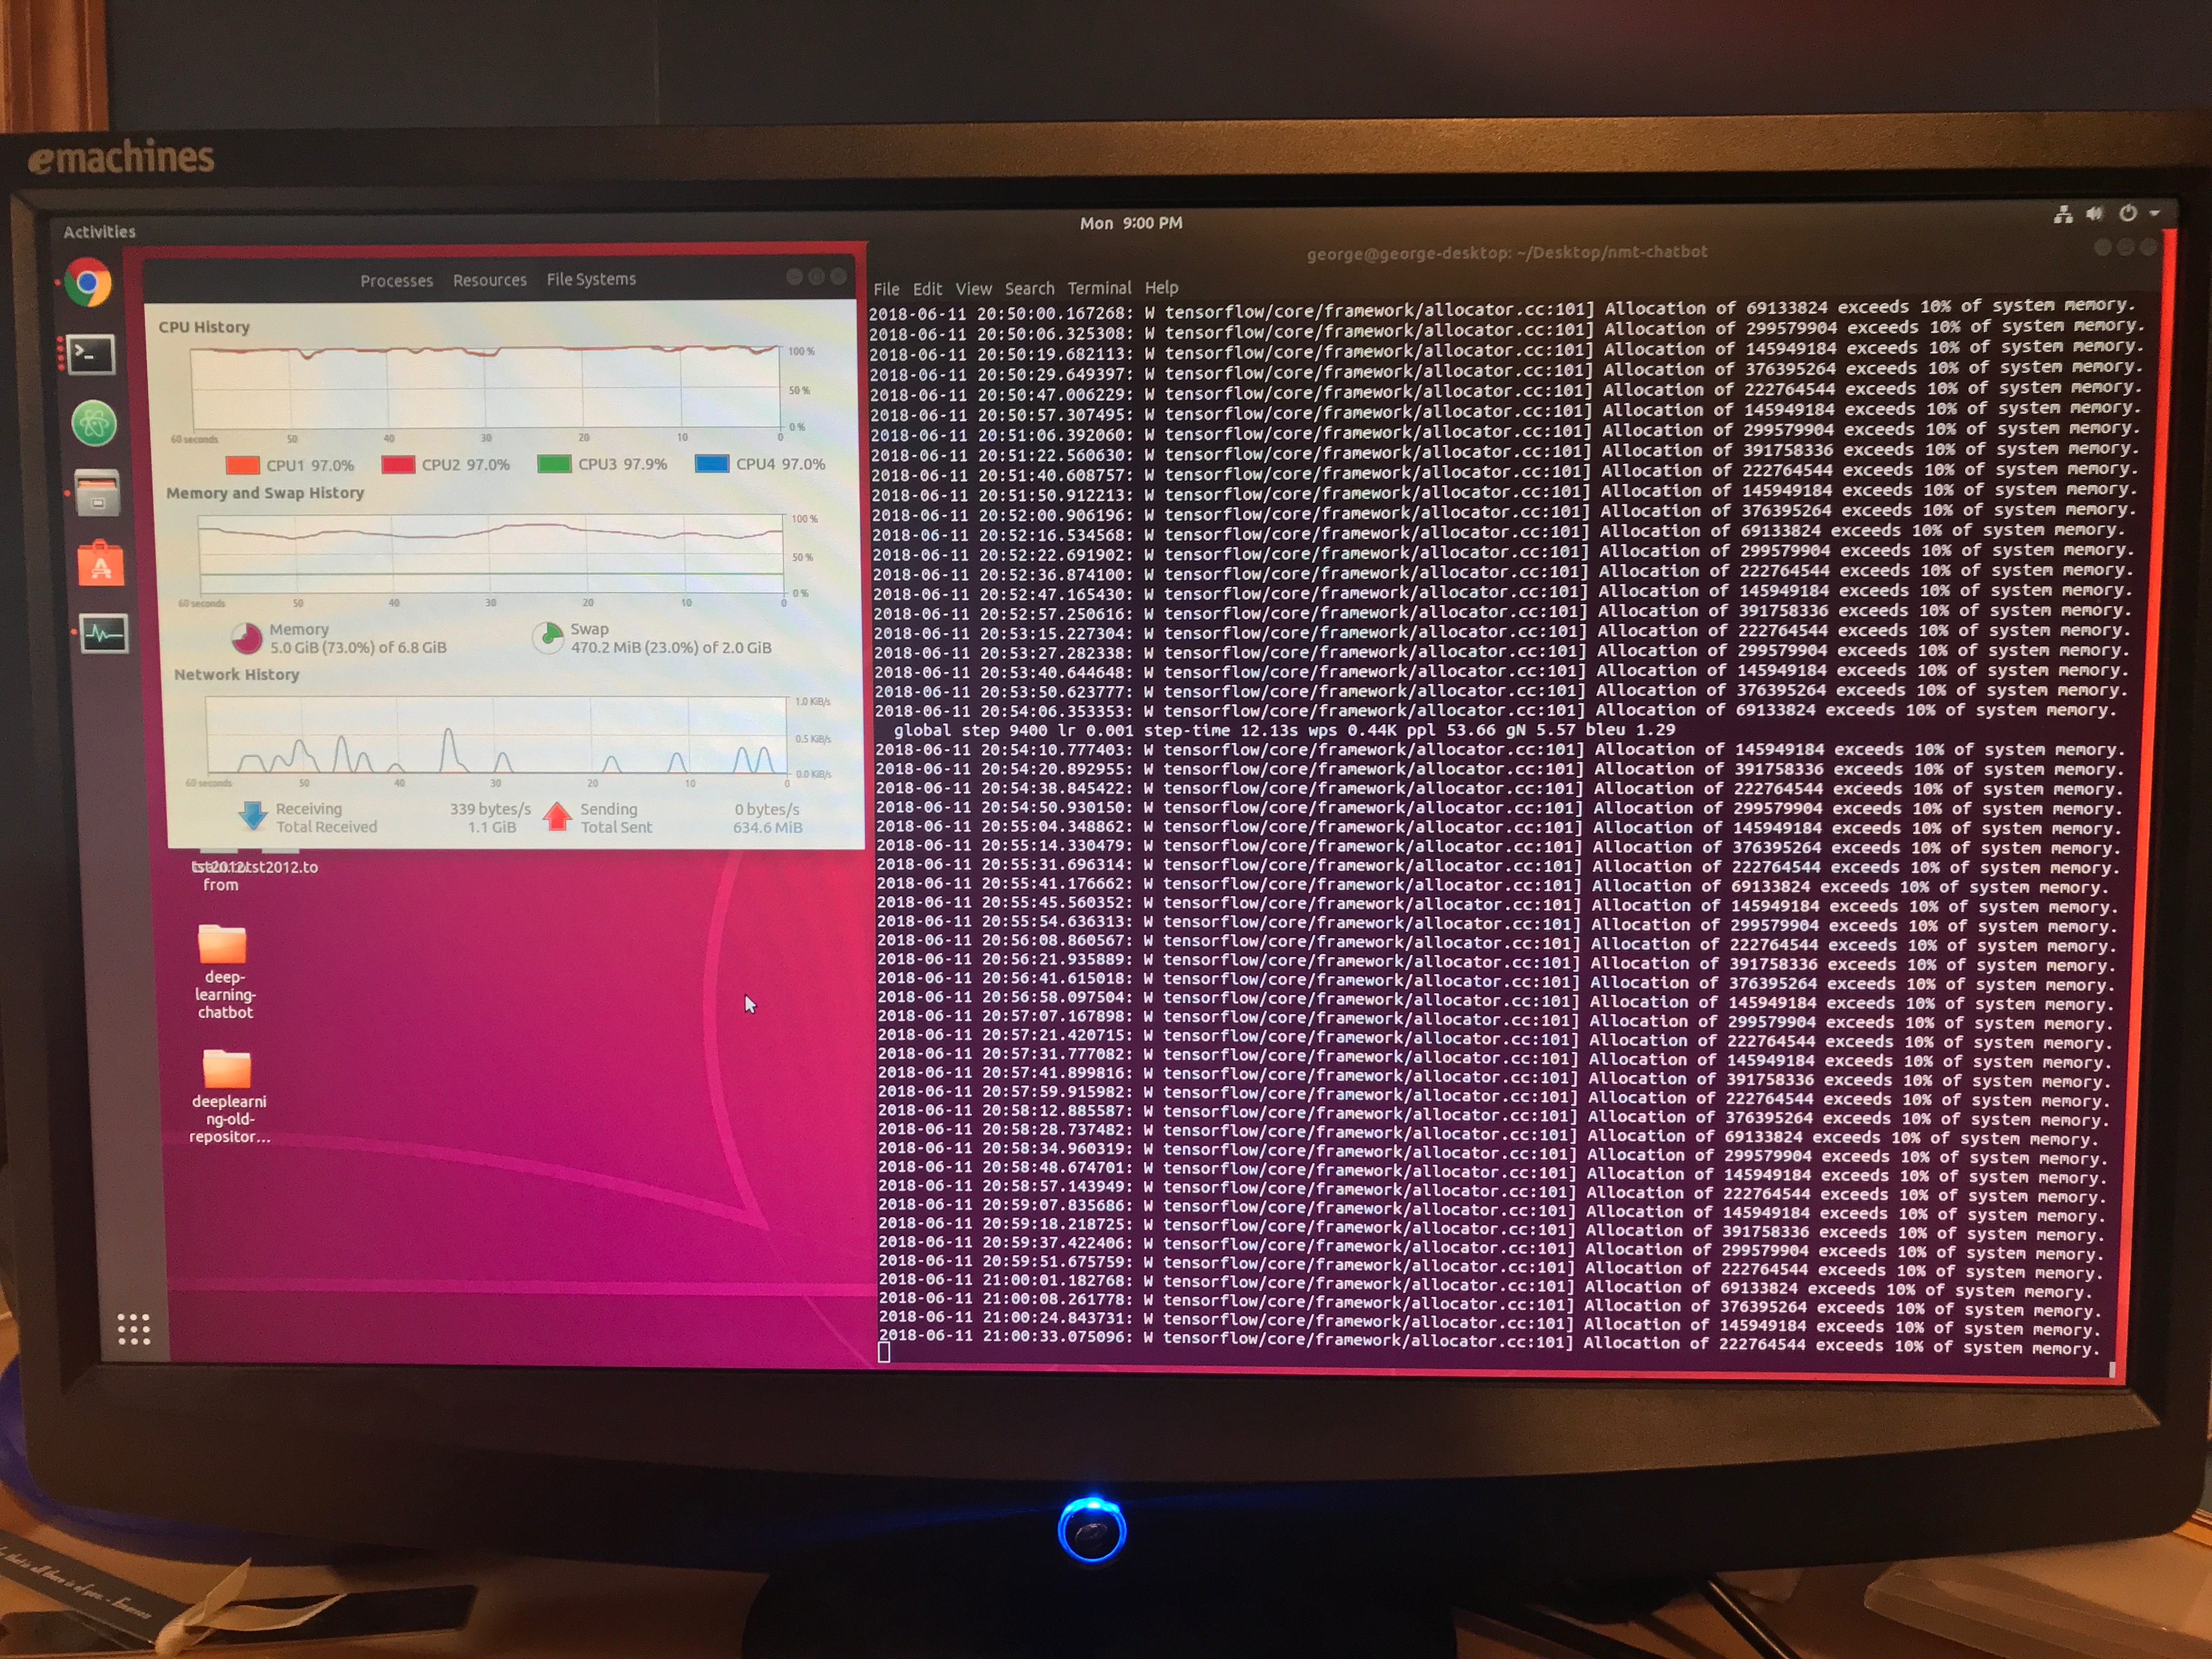 emachines
Activities
Mon 9:00 PM
Processes Resources File Systems
CPU History
100 %
50 %
0 %
60 seconds 50 40 30 20 10 0
CPU1 97.0% CPU2 97.0% CPU3 97.9% CPU4 97.0%
Memory and Swap History
100 %
50 %
0 %
60 seconds 50 40 30 20 10 0
Memory
5.0 GiB (73.0%) of 6.8 GiB
Swap
470.2 MiB (23.0%) of 2.0 GiB
Network History
1.0 KiB/s
0.5 KiB/s
0.0 KiB/s
60 seconds 50 40 30 20 10 0
Receiving 339 bytes/s
Total Received 1.1 GiB
Sending 0 bytes/s
Total Sent 634.6 MiB
tst2012.to
from
deep-
learning-
chatbot
deeplearni
ng-old-
repositor...
george@george-desktop: ~/Desktop/nmt-chatbot
File Edit View Search Terminal Help
2018-06-11 20:50:00.167268: W tensorflow/core/framework/allocator.cc:101] Allocation of 69133824 exceeds 10% of system memory.
2018-06-11 20:50:06.325308: W tensorflow/core/framework/allocator.cc:101] Allocation of 299579904 exceeds 10% of system memory.
2018-06-11 20:50:19.682113: W tensorflow/core/framework/allocator.cc:101] Allocation of 145949184 exceeds 10% of system memory.
2018-06-11 20:50:29.649397: W tensorflow/core/framework/allocator.cc:101] Allocation of 376395264 exceeds 10% of system memory.
2018-06-11 20:50:47.006229: W tensorflow/core/framework/allocator.cc:101] Allocation of 222764544 exceeds 10% of system memory.
2018-06-11 20:50:57.307495: W tensorflow/core/framework/allocator.cc:101] Allocation of 145949184 exceeds 10% of system memory.
2018-06-11 20:51:06.392060: W tensorflow/core/framework/allocator.cc:101] Allocation of 299579904 exceeds 10% of system memory.
2018-06-11 20:51:22.560630: W tensorflow/core/framework/allocator.cc:101] Allocation of 391758336 exceeds 10% of system memory.
2018-06-11 20:51:40.608757: W tensorflow/core/framework/allocator.cc:101] Allocation of 222764544 exceeds 10% of system memory.
2018-06-11 20:51:50.912213: W tensorflow/core/framework/allocator.cc:101] Allocation of 145949184 exceeds 10% of system memory.
2018-06-11 20:52:00.906196: W tensorflow/core/framework/allocator.cc:101] Allocation of 376395264 exceeds 10% of system memory.
2018-06-11 20:52:16.534568: W tensorflow/core/framework/allocator.cc:101] Allocation of 69133824 exceeds 10% of system memory.
2018-06-11 20:52:22.691902: W tensorflow/core/framework/allocator.cc:101] Allocation of 299579904 exceeds 10% of system memory.
2018-06-11 20:52:36.874100: W tensorflow/core/framework/allocator.cc:101] Allocation of 222764544 exceeds 10% of system memory.
2018-06-11 20:52:47.165430: W tensorflow/core/framework/allocator.cc:101] Allocation of 145949184 exceeds 10% of system memory.
2018-06-11 20:52:57.250616: W tensorflow/core/framework/allocator.cc:101] Allocation of 391758336 exceeds 10% of system memory.
2018-06-11 20:53:15.227304: W tensorflow/core/framework/allocator.cc:101] Allocation of 222764544 exceeds 10% of system memory.
2018-06-11 20:53:27.282338: W tensorflow/core/framework/allocator.cc:101] Allocation of 299579904 exceeds 10% of system memory.
2018-06-11 20:53:40.644648: W tensorflow/core/framework/allocator.cc:101] Allocation of 145949184 exceeds 10% of system memory.
2018-06-11 20:53:50.623777: W tensorflow/core/framework/allocator.cc:101] Allocation of 376395264 exceeds 10% of system memory.
2018-06-11 20:54:06.353353: W tensorflow/core/framework/allocator.cc:101] Allocation of 69133824 exceeds 10% of system memory.
global step 9400 lr 0.001 step-time 12.13s wps 0.44K ppl 53.66 gN 5.57 bleu 1.29
2018-06-11 20:54:10.777403: W tensorflow/core/framework/allocator.cc:101] Allocation of 145949184 exceeds 10% of system memory.
2018-06-11 20:54:20.892955: W tensorflow/core/framework/allocator.cc:101] Allocation of 391758336 exceeds 10% of system memory.
2018-06-11 20:54:38.845422: W tensorflow/core/framework/allocator.cc:101] Allocation of 222764544 exceeds 10% of system memory.
2018-06-11 20:54:50.930150: W tensorflow/core/framework/allocator.cc:101] Allocation of 299579904 exceeds 10% of system memory.
2018-06-11 20:55:04.348862: W tensorflow/core/framework/allocator.cc:101] Allocation of 145949184 exceeds 10% of system memory.
2018-06-11 20:55:14.330479: W tensorflow/core/framework/allocator.cc:101] Allocation of 376395264 exceeds 10% of system memory.
2018-06-11 20:55:31.696314: W tensorflow/core/framework/allocator.cc:101] Allocation of 222764544 exceeds 10% of system memory.
2018-06-11 20:55:41.176662: W tensorflow/core/framework/allocator.cc:101] Allocation of 69133824 exceeds 10% of system memory.
2018-06-11 20:55:45.560352: W tensorflow/core/framework/allocator.cc:101] Allocation of 145949184 exceeds 10% of system memory.
2018-06-11 20:55:54.636313: W tensorflow/core/framework/allocator.cc:101] Allocation of 299579904 exceeds 10% of system memory.
2018-06-11 20:56:08.860567: W tensorflow/core/framework/allocator.cc:101] Allocation of 222764544 exceeds 10% of system memory.
2018-06-11 20:56:21.935889: W tensorflow/core/framework/allocator.cc:101] Allocation of 391758336 exceeds 10% of system memory.
2018-06-11 20:56:41.615018: W tensorflow/core/framework/allocator.cc:101] Allocation of 376395264 exceeds 10% of system memory.
2018-06-11 20:56:58.097504: W tensorflow/core/framework/allocator.cc:101] Allocation of 145949184 exceeds 10% of system memory.
2018-06-11 20:57:07.167898: W tensorflow/core/framework/allocator.cc:101] Allocation of 299579904 exceeds 10% of system memory.
2018-06-11 20:57:21.420715: W tensorflow/core/framework/allocator.cc:101] Allocation of 222764544 exceeds 10% of system memory.
2018-06-11 20:57:31.777082: W tensorflow/core/framework/allocator.cc:101] Allocation of 145949184 exceeds 10% of system memory.
2018-06-11 20:57:41.899816: W tensorflow/core/framework/allocator.cc:101] Allocation of 391758336 exceeds 10% of system memory.
2018-06-11 20:57:59.915982: W tensorflow/core/framework/allocator.cc:101] Allocation of 222764544 exceeds 10% of system memory.
2018-06-11 20:58:12.885587: W tensorflow/core/framework/allocator.cc:101] Allocation of 376395264 exceeds 10% of system memory.
2018-06-11 20:58:28.737482: W tensorflow/core/framework/allocator.cc:101] Allocation of 69133824 exceeds 10% of system memory.
2018-06-11 20:58:34.960319: W tensorflow/core/framework/allocator.cc:101] Allocation of 299579904 exceeds 10% of system memory.
2018-06-11 20:58:48.674701: W tensorflow/core/framework/allocator.cc:101] Allocation of 145949184 exceeds 10% of system memory.
2018-06-11 20:58:57.143949: W tensorflow/core/framework/allocator.cc:101] Allocation of 222764544 exceeds 10% of system memory.
2018-06-11 20:59:07.835686: W tensorflow/core/framework/allocator.cc:101] Allocation of 145949184 exceeds 10% of system memory.
2018-06-11 20:59:18.218725: W tensorflow/core/framework/allocator.cc:101] Allocation of 391758336 exceeds 10% of system memory.
2018-06-11 20:59:37.422406: W tensorflow/core/framework/allocator.cc:101] Allocation of 299579904 exceeds 10% of system memory.
2018-06-11 20:59:51.675759: W tensorflow/core/framework/allocator.cc:101] Allocation of 222764544 exceeds 10% of system memory.
2018-06-11 21:00:01.182768: W tensorflow/core/framework/allocator.cc:101] Allocation of 69133824 exceeds 10% of system memory.
2018-06-11 21:00:08.261778: W tensorflow/core/framework/allocator.cc:101] Allocation of 376395264 exceeds 10% of system memory.
2018-06-11 21:00:24.843731: W tensorflow/core/framework/allocator.cc:101] Allocation of 145949184 exceeds 10% of system memory.
2018-06-11 21:00:33.075096: W tensorflow/core/framework/allocator.cc:101] Allocation of 222764544 exceeds 10% of system memory.
that is all there is of you. - Emerson